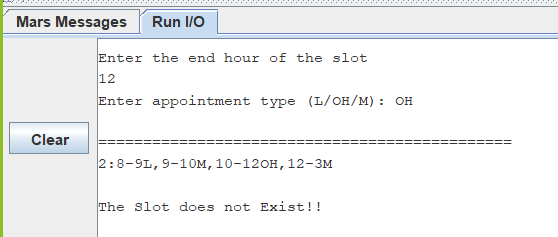 Mars Messages Run I/O
Enter the end hour of the slot
12
Enter appointment type (L/OH/M): OH
Clear
==============================================
2:8-9L,9-10M,10-12OH,12-3M
The Slot does not Exist!!